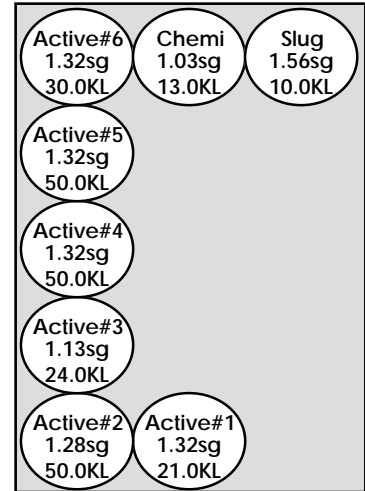 Active#6
1.32sg
30.0KL
Chemi
1.03sg
13.0KL
Slug
1.56sg
10.0KL
Active#5
1.32sg
50.0KL
Active#4
1.32sg
50.0KL
Active#3
1.13sg
24.0KL
Active#2
1.28sg
50.0KL
Active#1
1.32sg
21.0KL